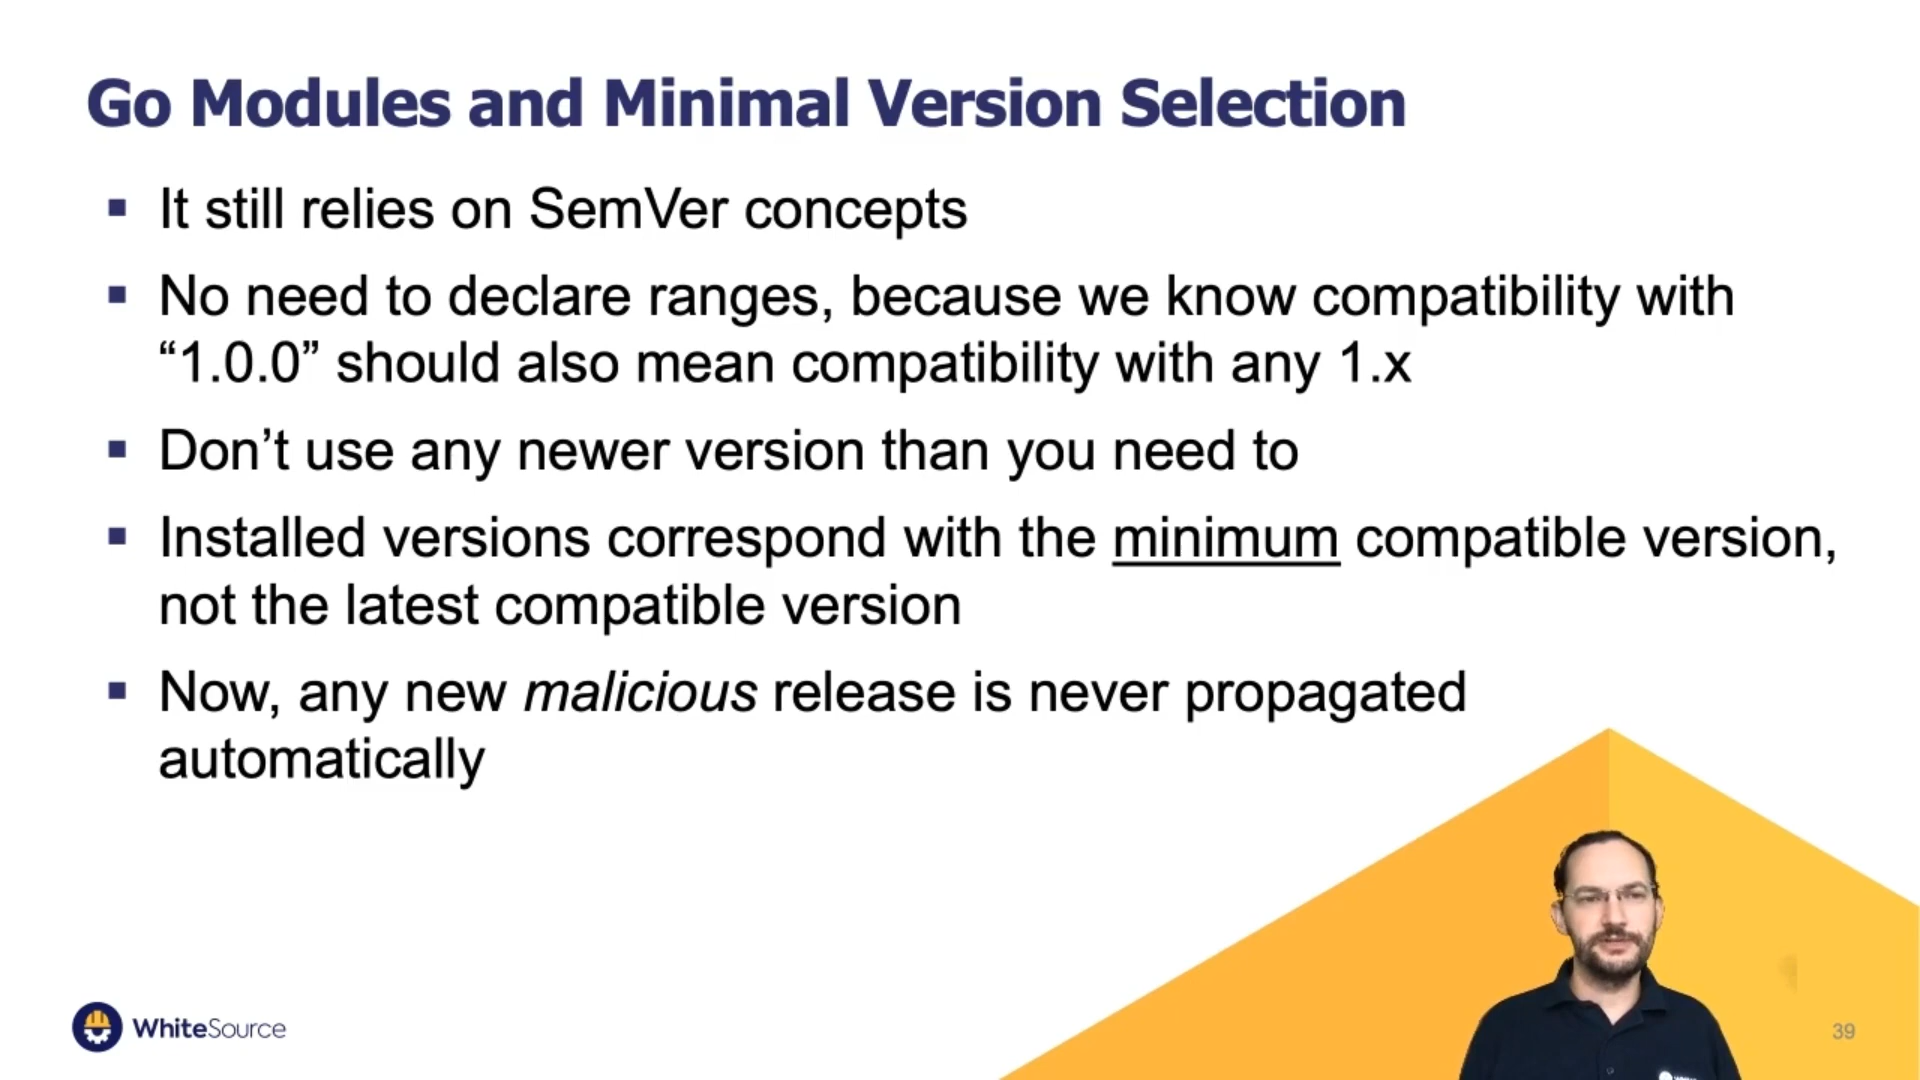 Go Modules and Minimal Version Selection
▪ It still relies on SemVer concepts
▪ No need to declare ranges, because we know compatibility with
“1.0.0” should also mean compatibility with any 1.x
▪ Don’t use any newer version than you need to
▪ Installed versions correspond with the minimum compatible version,
not the latest compatible version
▪ Now, any new malicious release is never propagated
automatically
WhiteSource
39